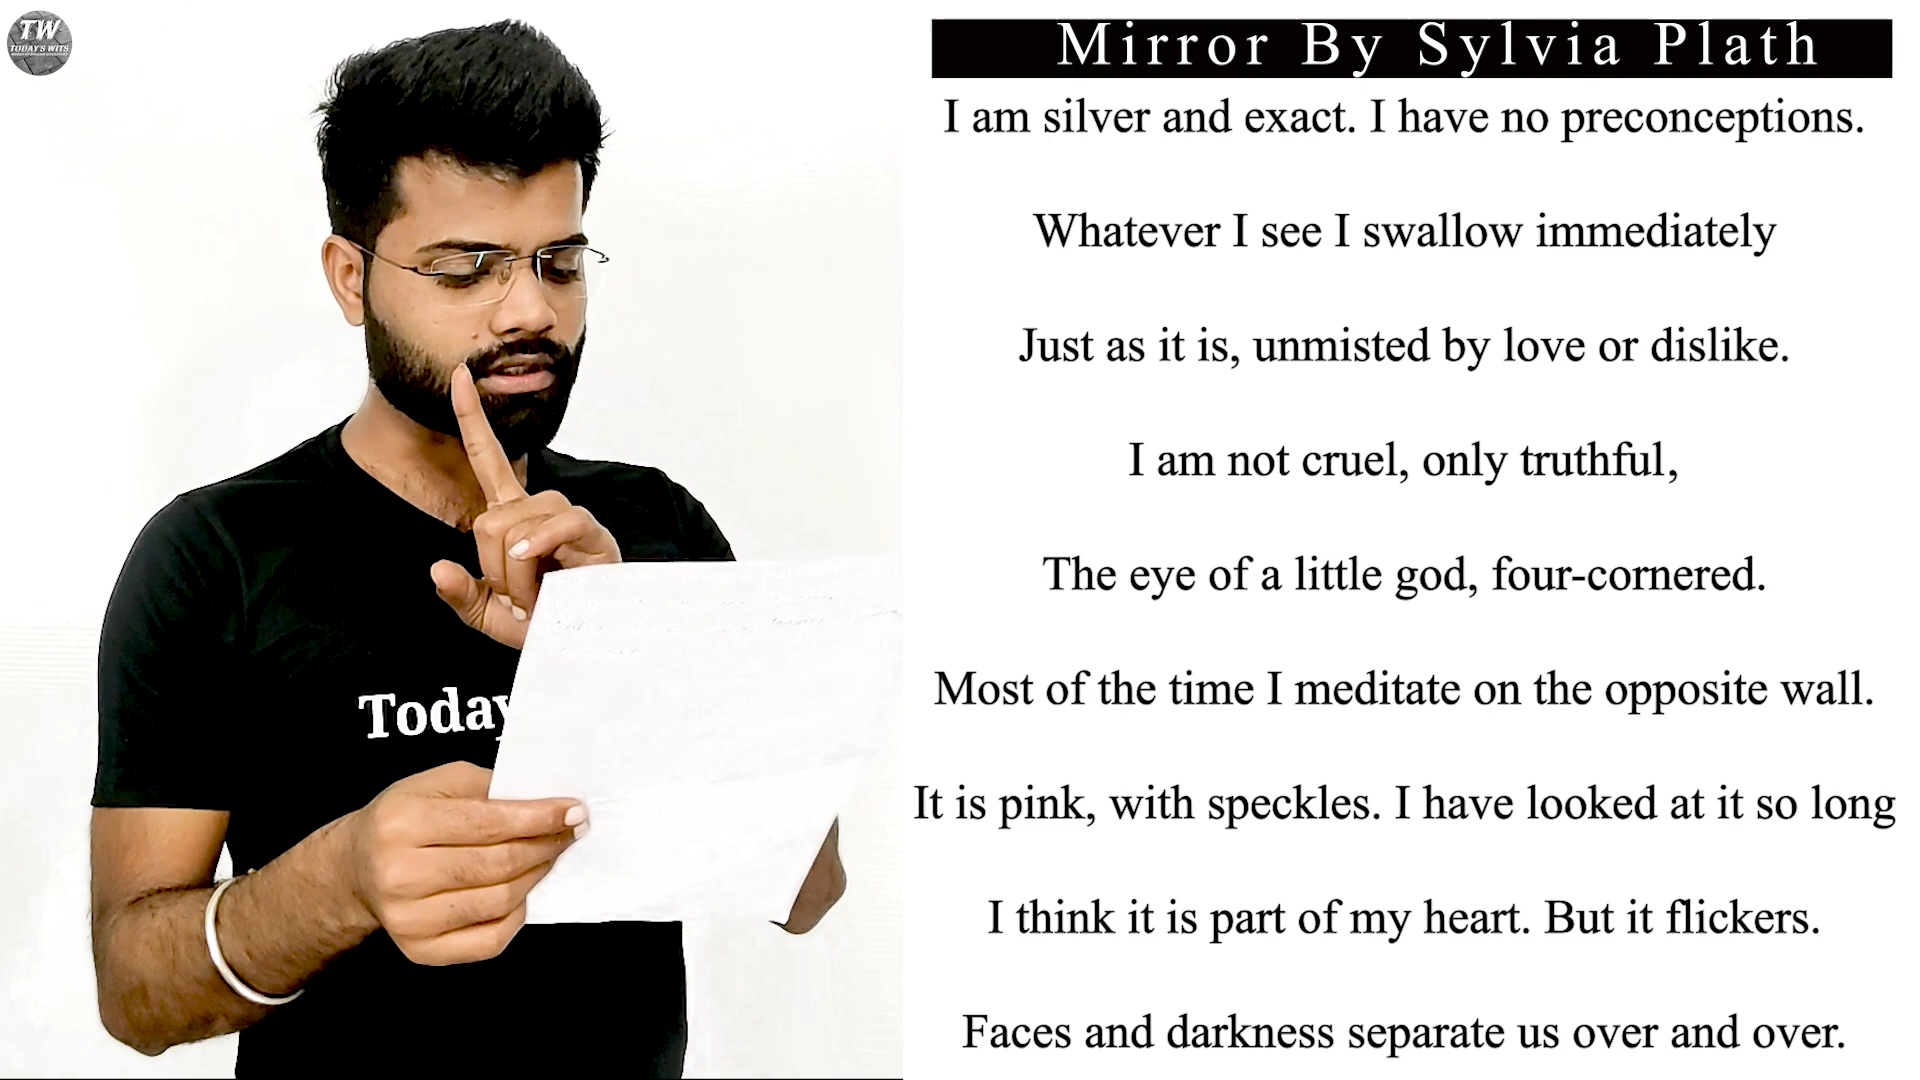 TW
TODAY'S WITS
Mirror By Sylvia Plath
I am silver and exact. I have no preconceptions.
Whatever I see I swallow immediately
Just as it is, unmisted by love or dislike.
I am not cruel, only truthful,
The eye of a little god, four-cornered.
Most of the time I meditate on the opposite wall.
It is pink, with speckles. I have looked at it so long
I think it is part of my heart. But it flickers.
Faces and darkness separate us over and over.
Today